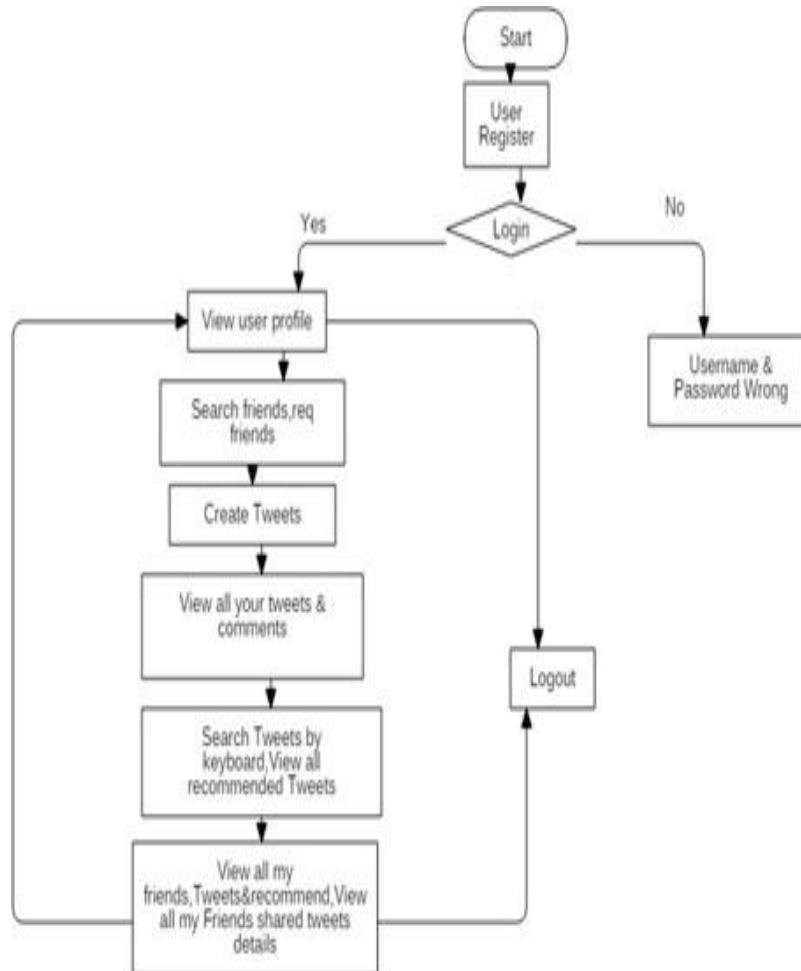 Start
User
Register
Login
Yes
No
View user profile
Username &
Password Wrong
Search friends,req
friends
Create Tweets
View all your tweets &
comments
Logout
Search Tweets by
keyboard,View all
recommended Tweets
View all my
friends,Tweets&recommend,View
all my Friends shared tweets
details